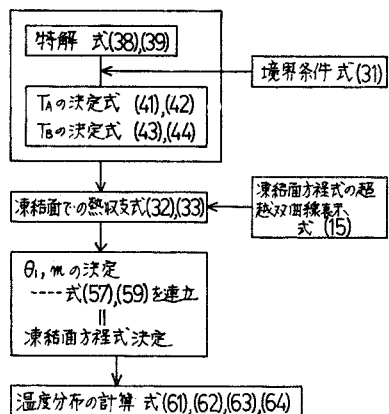 特解 式(38),(39)
境界条件 式(31)
TAの決定式 (41),(42)
TBの決定式 (43),(44)
凍結面での熱収支式(32),(33)
凍結面方程式の超
越双曲線表示
式 (15)
θ1, mの決定
---- 式(57),(59)を連立
||
凍結面方程式決定
温度分布の計算 式(61),(62),(63),(64)